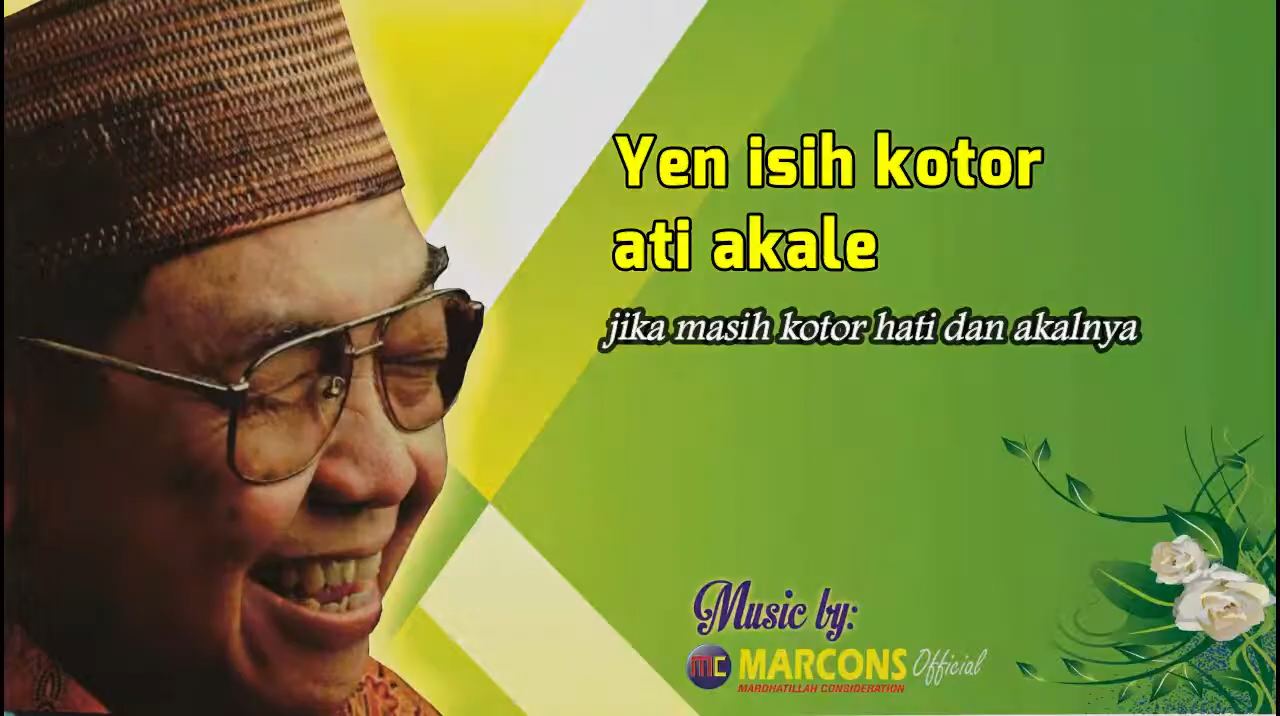 Yen isih kotor
ati akale
jika masih kotor hati dan akalnya
Music by:
MC MARCONS Official
MARDHATILLAH CONSIDERATION